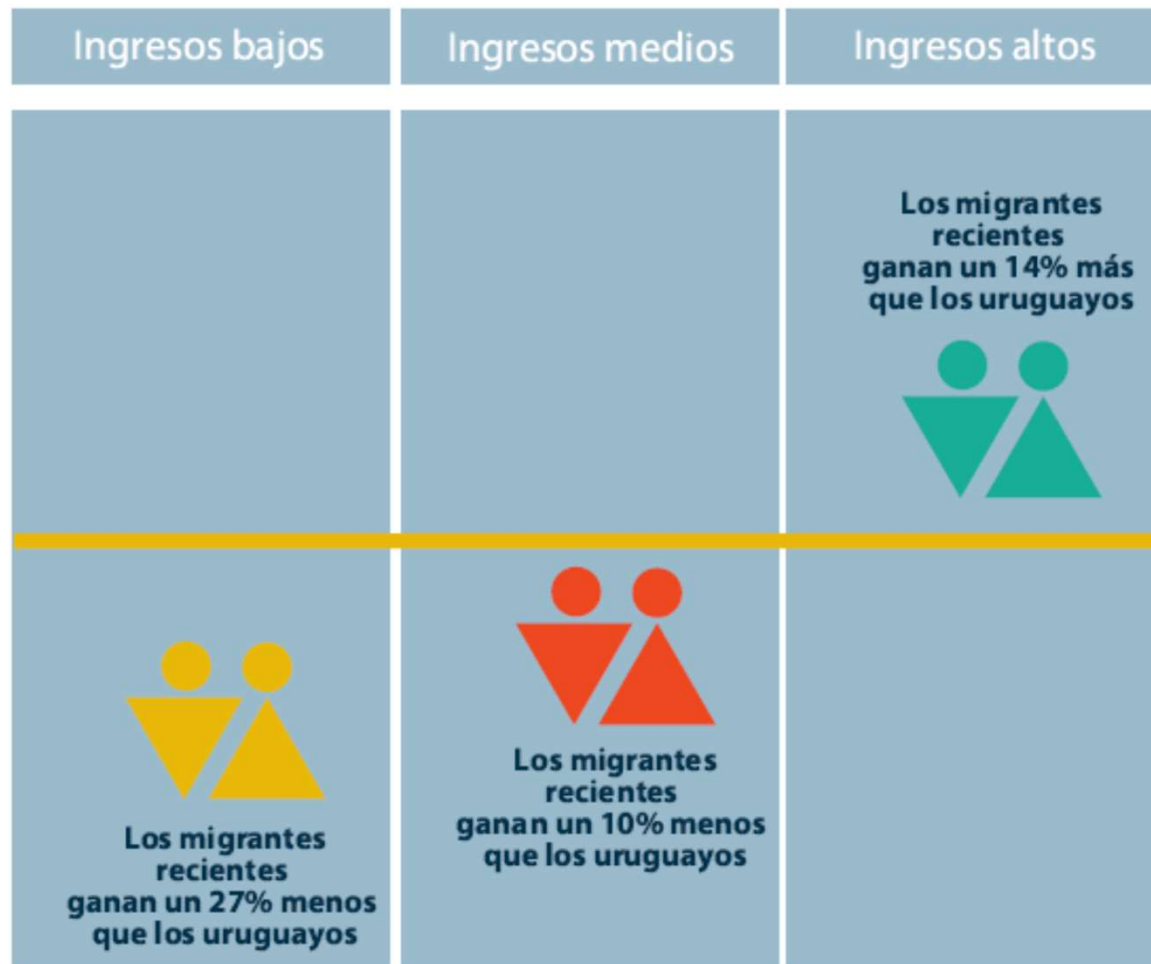 Ingresos bajos
Ingresos medios
Ingresos altos
Los migrantes
recientes
ganan un 14% más
que los uruguayos
Los migrantes
recientes
ganan un 10% menos
que los uruguayos
Los migrantes
recientes
ganan un 27% menos
que los uruguayos